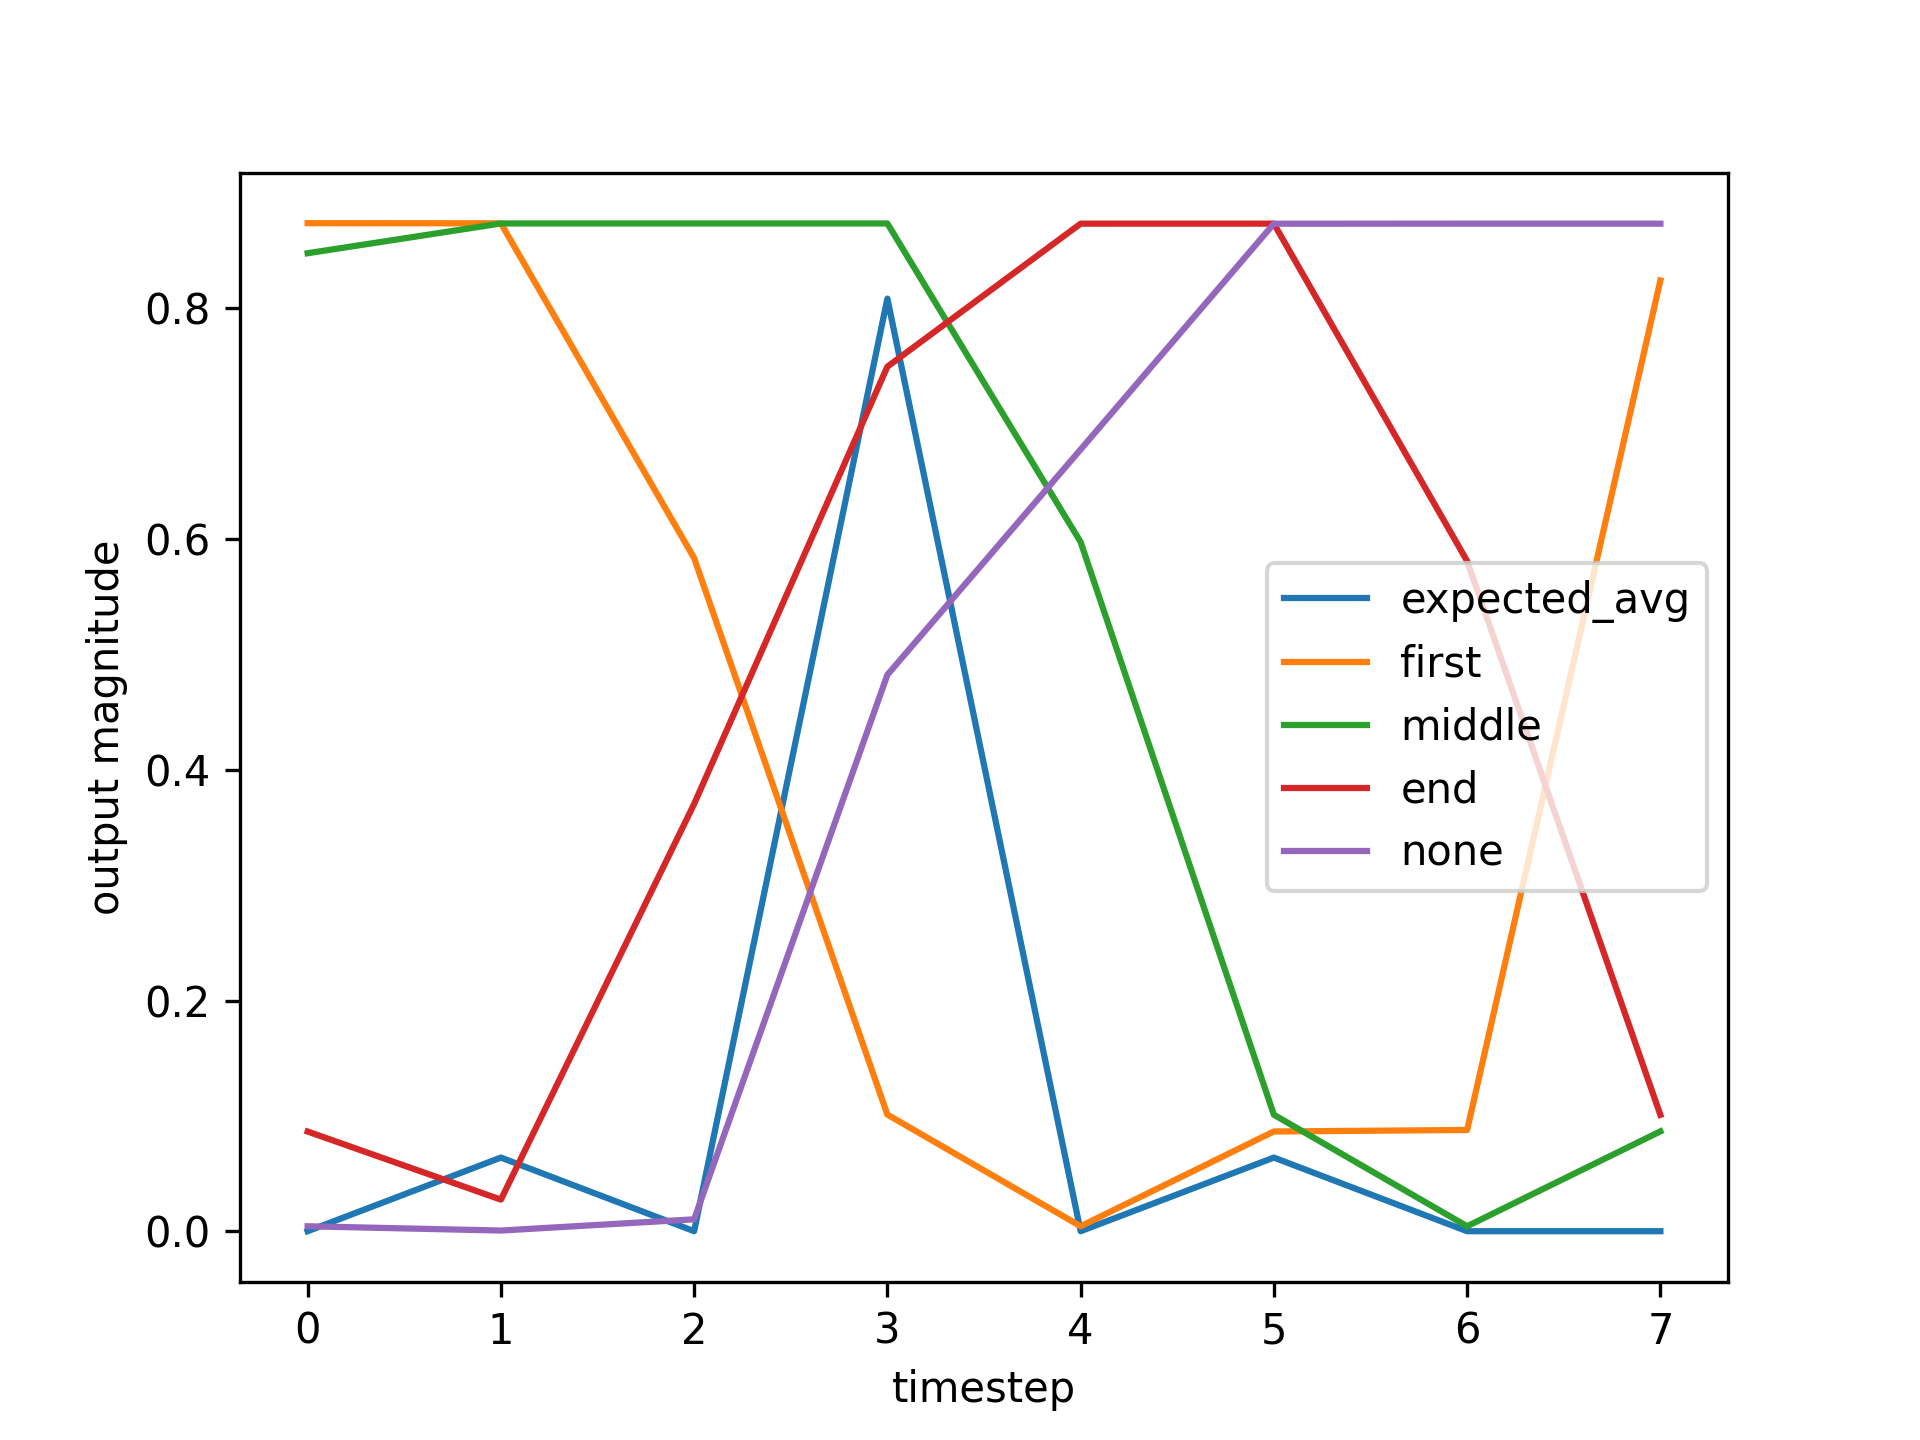 0.8
0.6
0.4
0.2
0.0
output magnitude
0 1 2 3 4 5 6 7
timestep
expected_avg
first
middle
end
none